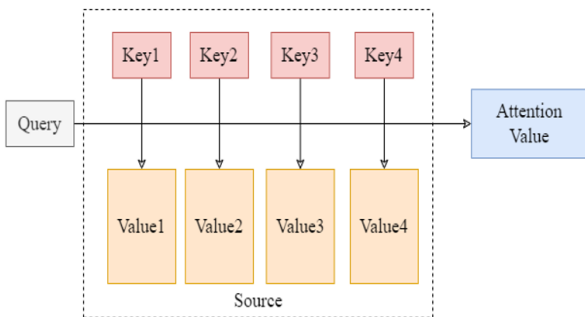 Key1
Key2
Key3
Key4
Query
Attention
Value
Value1
Value2
Value3
Value4
Source